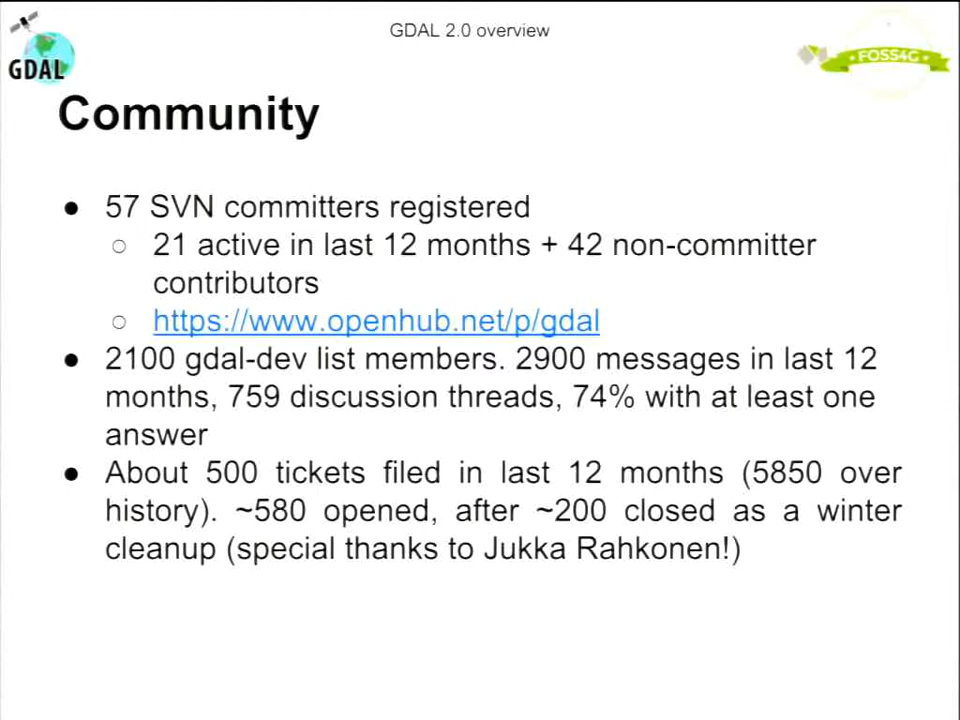 GDAL 2.0 overview
GDAL
FOSS4G
Community
● 57 SVN committers registered
○ 21 active in last 12 months + 42 non-committer
contributors
○ https://www.openhub.net/p/gdal
● 2100 gdal-dev list members. 2900 messages in last 12
months, 759 discussion threads, 74% with at least one
answer
● About 500 tickets filed in last 12 months (5850 over
history). ~580 opened, after ~200 closed as a winter
cleanup (special thanks to Jukka Rahkonen!)